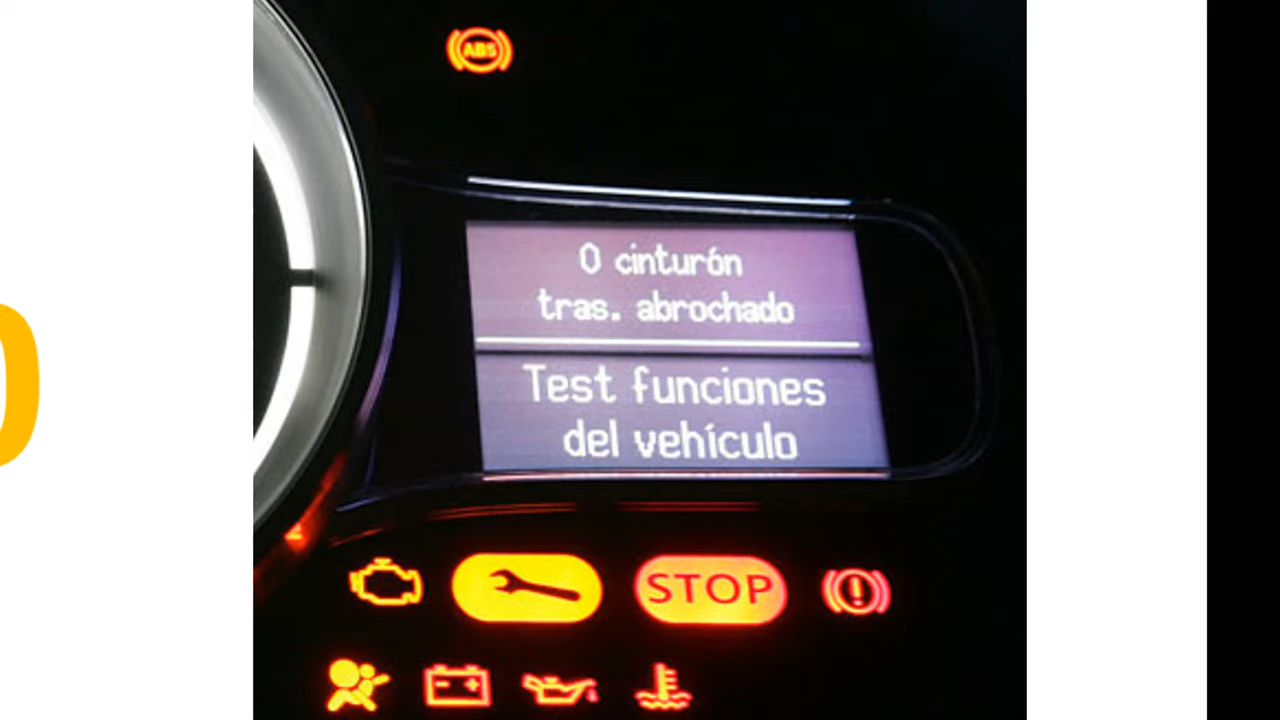 ABS
0 cinturón
tras. abrochado
Test funciones
del vehículo
STOP